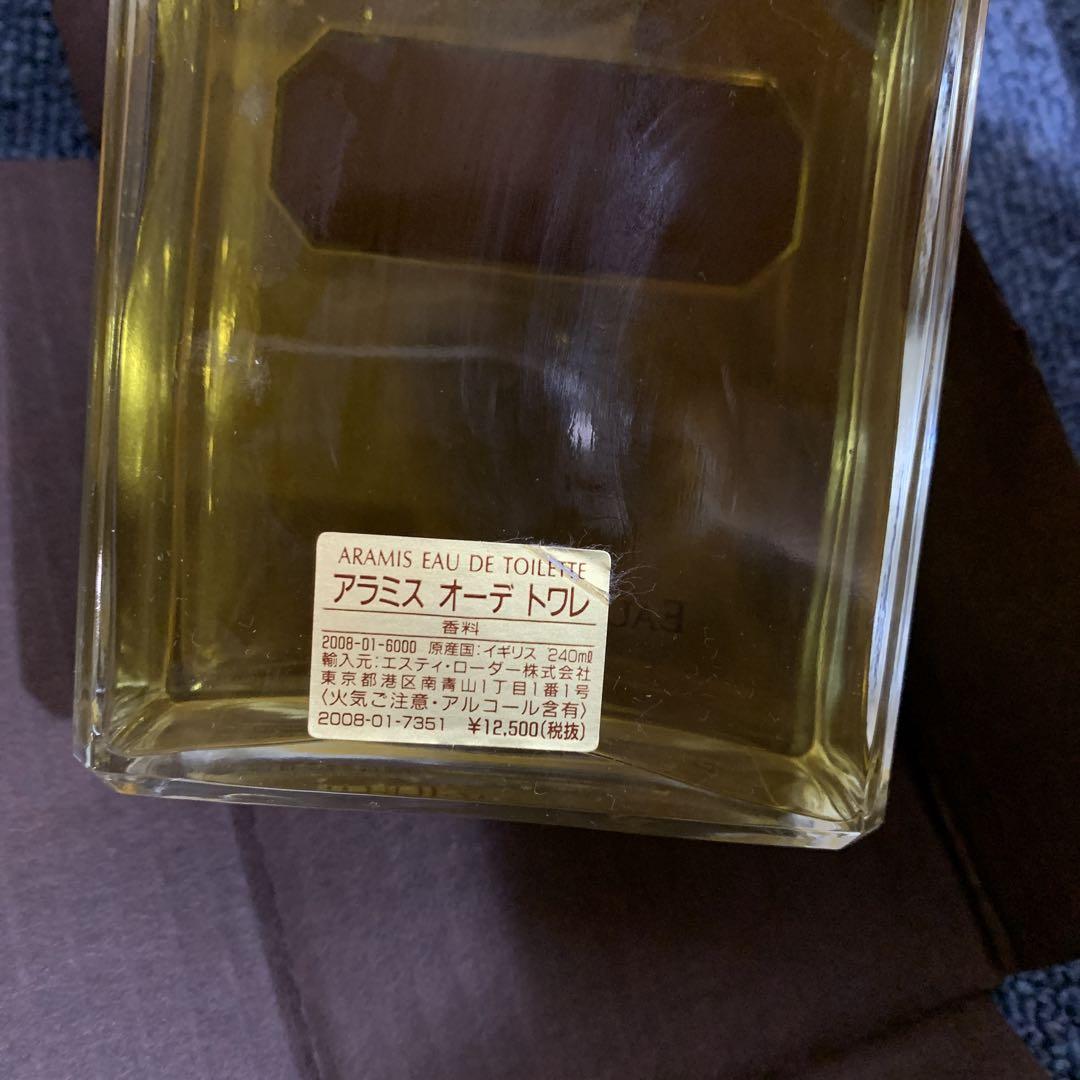 ARAMIS EAU DE TOILETTE
アラミス オーデ トワレ
香料
2008-01-6000 原産国:イギリス 240ml
輸入元:エスティ・ローダー株式会社
東京都港区南青山1丁目1番1号
〈火気ご注意・アルコール含有〉
2008-01-7351 ¥12,500(税抜)
EAU